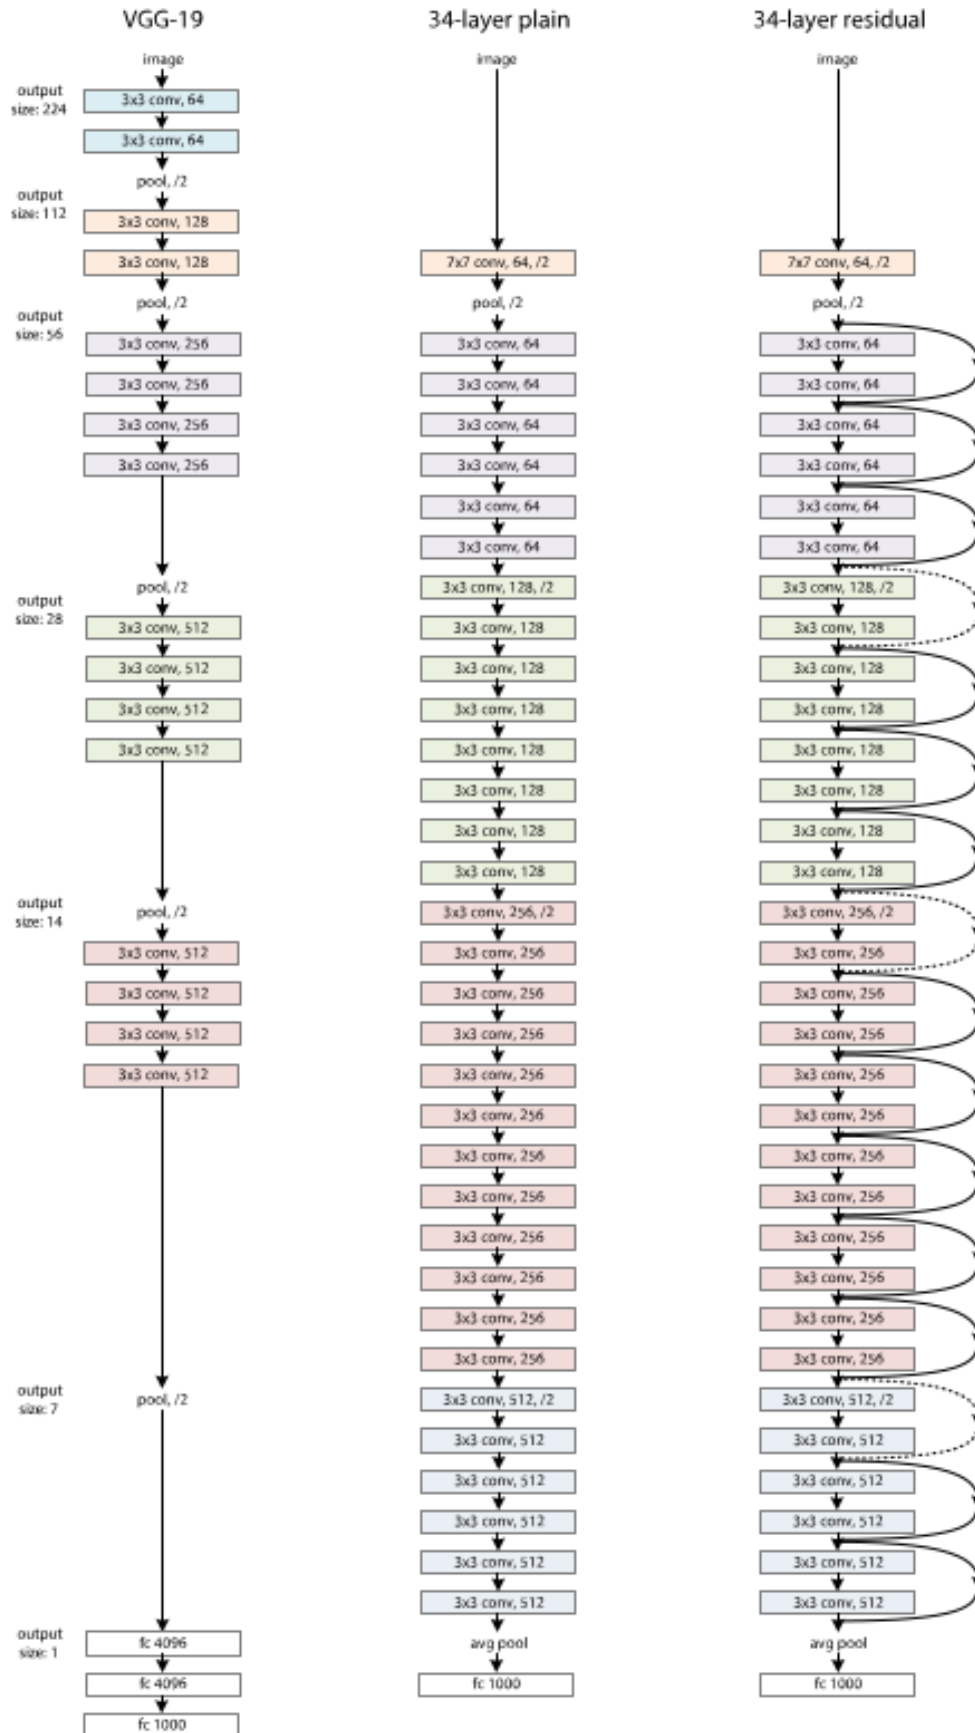 VGG-19
image
output
size: 224
3x3 conv, 64
3x3 conv, 64
pool, /2
output
size: 112
3x3 conv, 128
3x3 conv, 128
pool, /2
output
size: 56
3x3 conv, 256
3x3 conv, 256
3x3 conv, 256
3x3 conv, 256
pool, /2
output
size: 28
3x3 conv, 512
3x3 conv, 512
3x3 conv, 512
3x3 conv, 512
pool, /2
output
size: 14
3x3 conv, 512
3x3 conv, 512
3x3 conv, 512
3x3 conv, 512
pool, /2
output
size: 7
output
size: 1
fc 4096
fc 4096
fc 1000
34-layer plain
image
7x7 conv, 64, /2
pool, /2
3x3 conv, 64
3x3 conv, 64
3x3 conv, 64
3x3 conv, 64
3x3 conv, 64
3x3 conv, 64
3x3 conv, 128, /2
3x3 conv, 128
3x3 conv, 128
3x3 conv, 128
3x3 conv, 128
3x3 conv, 128
3x3 conv, 128
3x3 conv, 128
3x3 conv, 256, /2
3x3 conv, 256
3x3 conv, 256
3x3 conv, 256
3x3 conv, 256
3x3 conv, 256
3x3 conv, 256
3x3 conv, 256
3x3 conv, 256
3x3 conv, 256
3x3 conv, 256
3x3 conv, 256
3x3 conv, 512, /2
3x3 conv, 512
3x3 conv, 512
3x3 conv, 512
3x3 conv, 512
3x3 conv, 512
avg pool
fc 1000
34-layer residual
image
7x7 conv, 64, /2
pool, /2
3x3 conv, 64
3x3 conv, 64
3x3 conv, 64
3x3 conv, 64
3x3 conv, 64
3x3 conv, 64
3x3 conv, 128, /2
3x3 conv, 128
3x3 conv, 128
3x3 conv, 128
3x3 conv, 128
3x3 conv, 128
3x3 conv, 128
3x3 conv, 128
3x3 conv, 256, /2
3x3 conv, 256
3x3 conv, 256
3x3 conv, 256
3x3 conv, 256
3x3 conv, 256
3x3 conv, 256
3x3 conv, 256
3x3 conv, 256
3x3 conv, 256
3x3 conv, 256
3x3 conv, 256
3x3 conv, 512, /2
3x3 conv, 512
3x3 conv, 512
3x3 conv, 512
3x3 conv, 512
3x3 conv, 512
avg pool
fc 1000